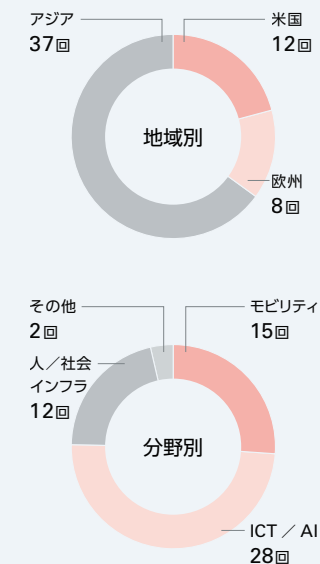 アジア
37回
米国
12回
地域別
欧州
8回
その他
2回
モビリティ
15回
人／社会
インフラ
12回
分野別
ICT ／ AI
28回